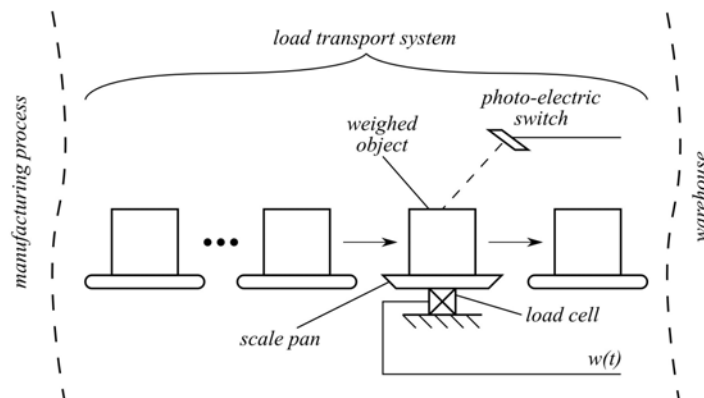 load transport system
photo-electric
switch
weighed
object
manufacturing process
warehouse
scale pan
load cell
w(t)